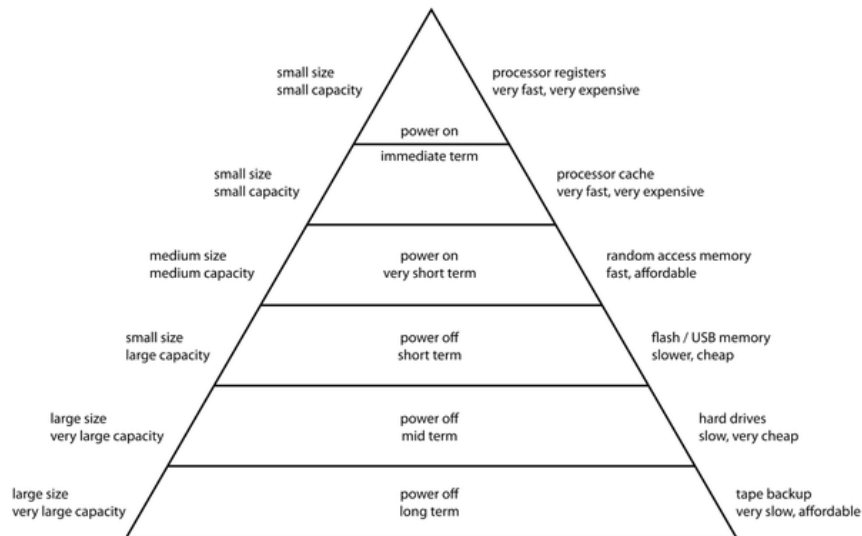 small size
small capacity
power on
processor registers
very fast, very expensive
immediate term
small size
small capacity
processor cache
very fast, very expensive
medium size
medium capacity
power on
very short term
random access memory
fast, affordable
small size
large capacity
power off
short term
flash / USB memory
slower, cheap
large size
very large capacity
power off
mid term
hard drives
slow, very cheap
large size
very large capacity
power off
long term
tape backup
very slow, affordable